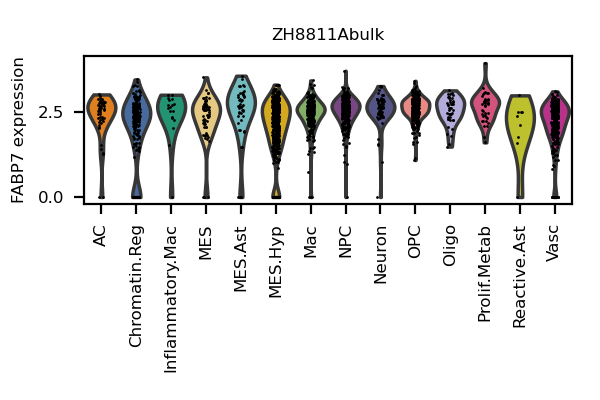 ZH8811Abulk
FABP7 expression
2.5
0.0
AC
Chromatin.Reg
Inflammatory.Mac
MES
MES.Ast
MES.Hyp
Mac
NPC
Neuron
OPC
Oligo
Prolif.Metab
Reactive.Ast
Vasc